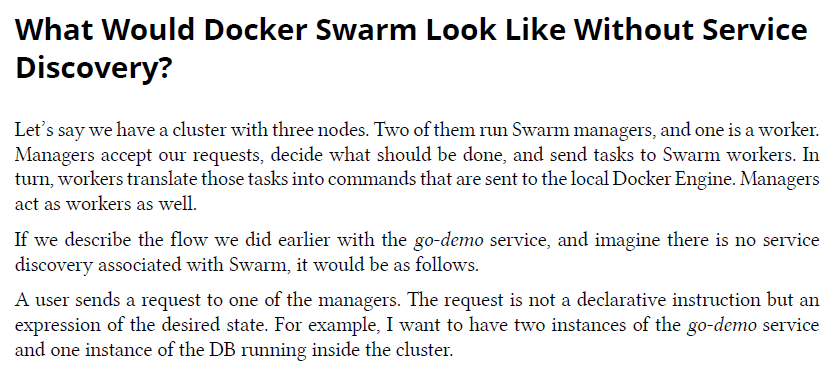 What Would Docker Swarm Look Like Without Service
Discovery?
Let’s say we have a cluster with three nodes. Two of them run Swarm managers, and one is a worker.
Managers accept our requests, decide what should be done, and send tasks to Swarm workers. In
turn, workers translate those tasks into commands that are sent to the local Docker Engine. Managers
act as workers as well.
If we describe the flow we did earlier with the go-demo service, and imagine there is no service
discovery associated with Swarm, it would be as follows.
A user sends a request to one of the managers. The request is not a declarative instruction but an
expression of the desired state. For example, I want to have two instances of the go-demo service
and one instance of the DB running inside the cluster.